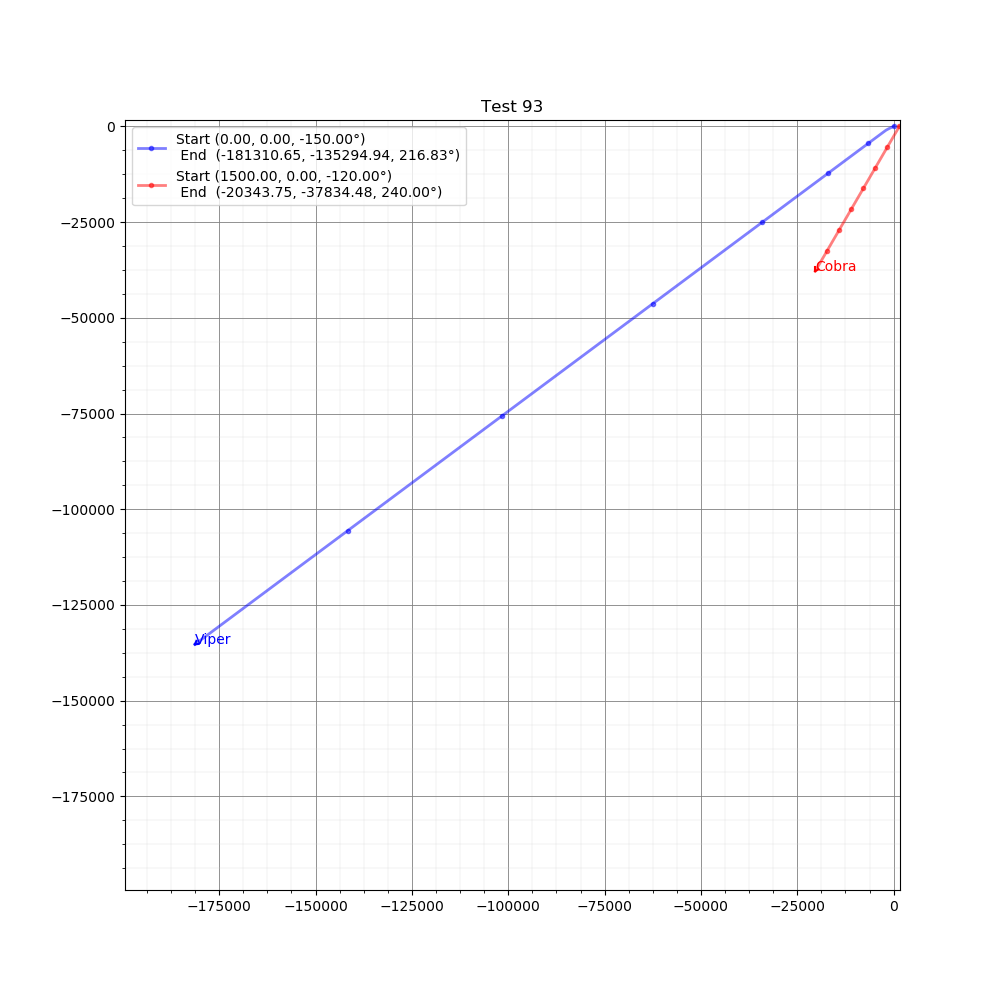 Test 93
Start (0.00, 0.00, -150.00°)
End (-181310.65, -135294.94, 216.83°)
Start (1500.00, 0.00, -120.00°)
End (-20343.75, -37834.48, 240.00°)
0
−25000
−50000
−75000
−100000
−125000
−150000
−175000
Cobra
Viper
−175000
−150000
−125000
−100000
−75000
−50000
−25000
0